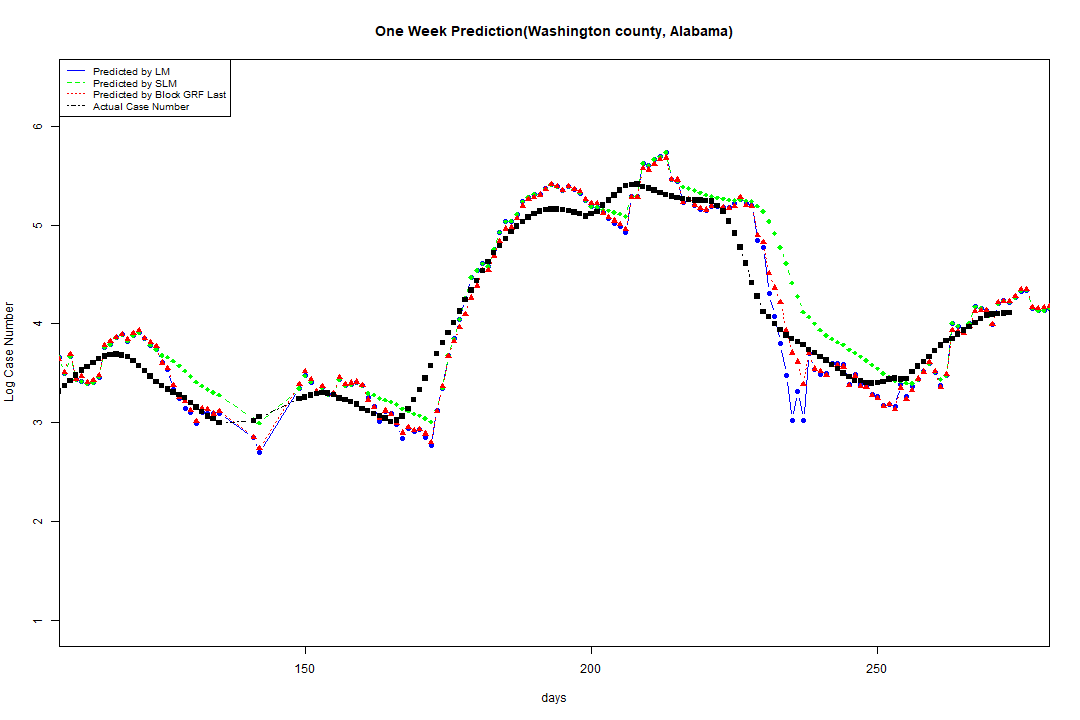 One Week Prediction(Washington county, Alabama)
Predicted by LM
Predicted by SLM
Predicted by Block GRF Last
Actual Case Number
Log Case Number
6
5
4
3
2
1
150
200
250
days